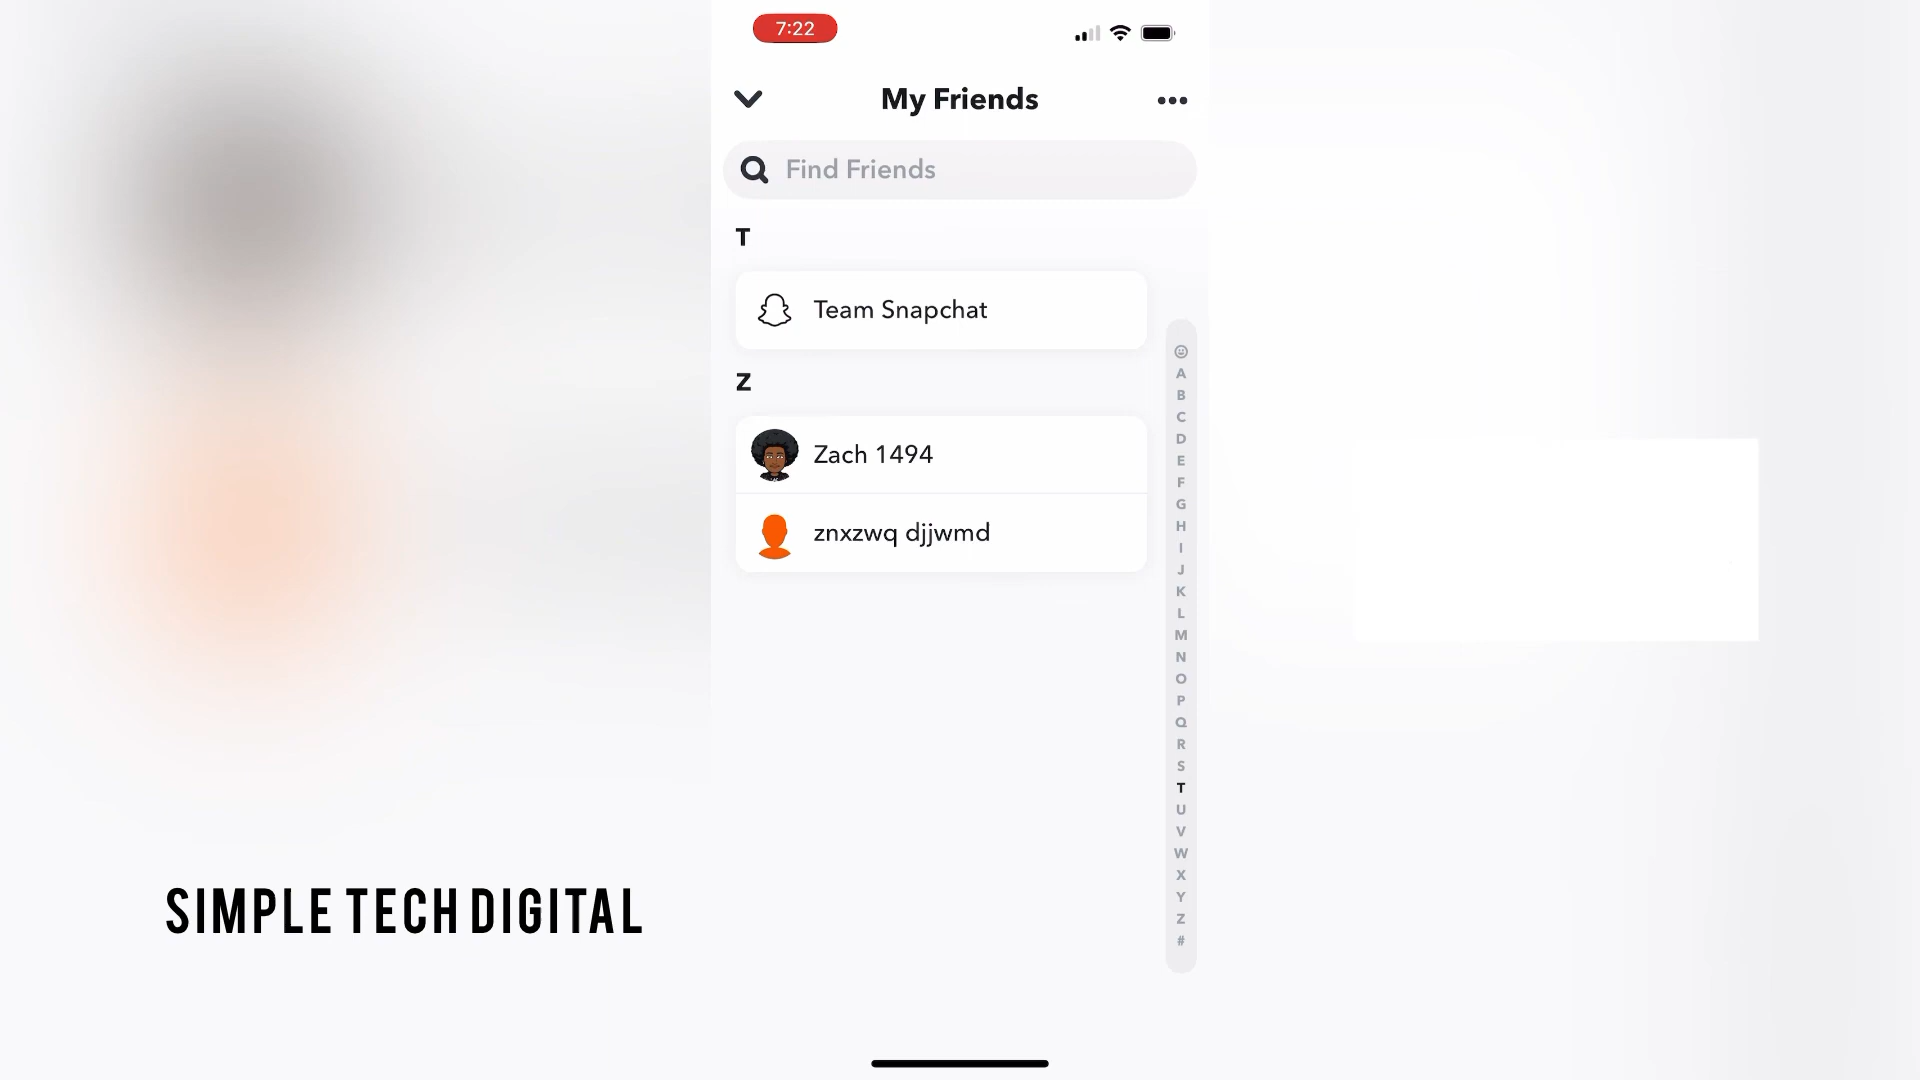 7:22
My Friends
Find Friends
T
Team Snapchat
Z
Zach 1494
znxzwq djjwmd
A
B
C
D
E
F
G
H
I
J
K
L
M
N
O
P
Q
R
S
T
U
V
W
X
Y
Z
#
SIMPLE TECH DIGITAL